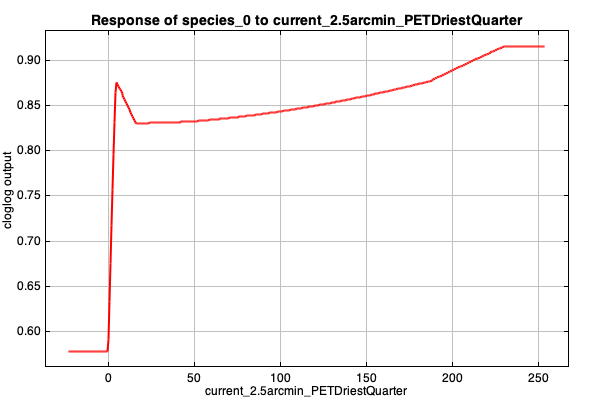 Response of species_0 to current_2.5arcmin_PETDriestQuarter
0.90
0.85
0.80
0.75
0.70
0.65
0.60
cloglog output
0 50 100 150 200 250
current_2.5arcmin_PETDriestQuarter